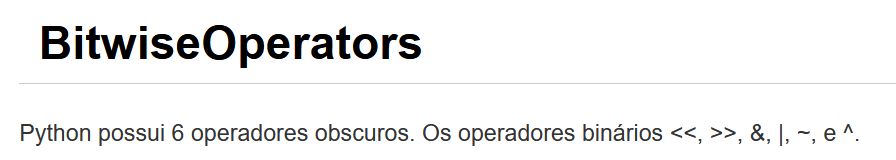 BitwiseOperators
Python possui 6 operadores obscuros. Os operadores binários <<, >>, &, |, ~, e ^.